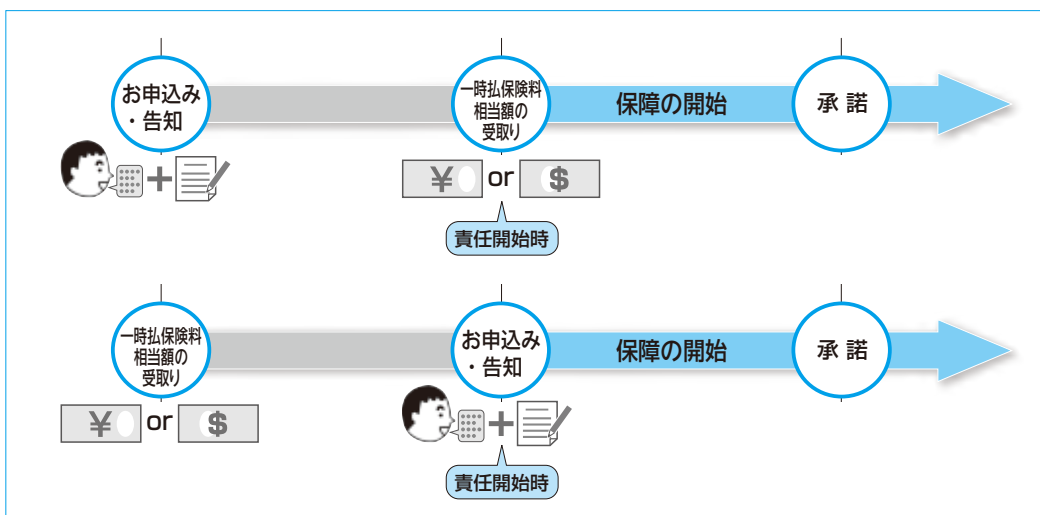 お申込み
・告知
一時払保険料
相当額の
受取り
保障の開始
承諾
¥ or $
責任開始時
一時払保険料
相当額の
受取り
お申込み
・告知
保障の開始
承諾
¥ or $
責任開始時